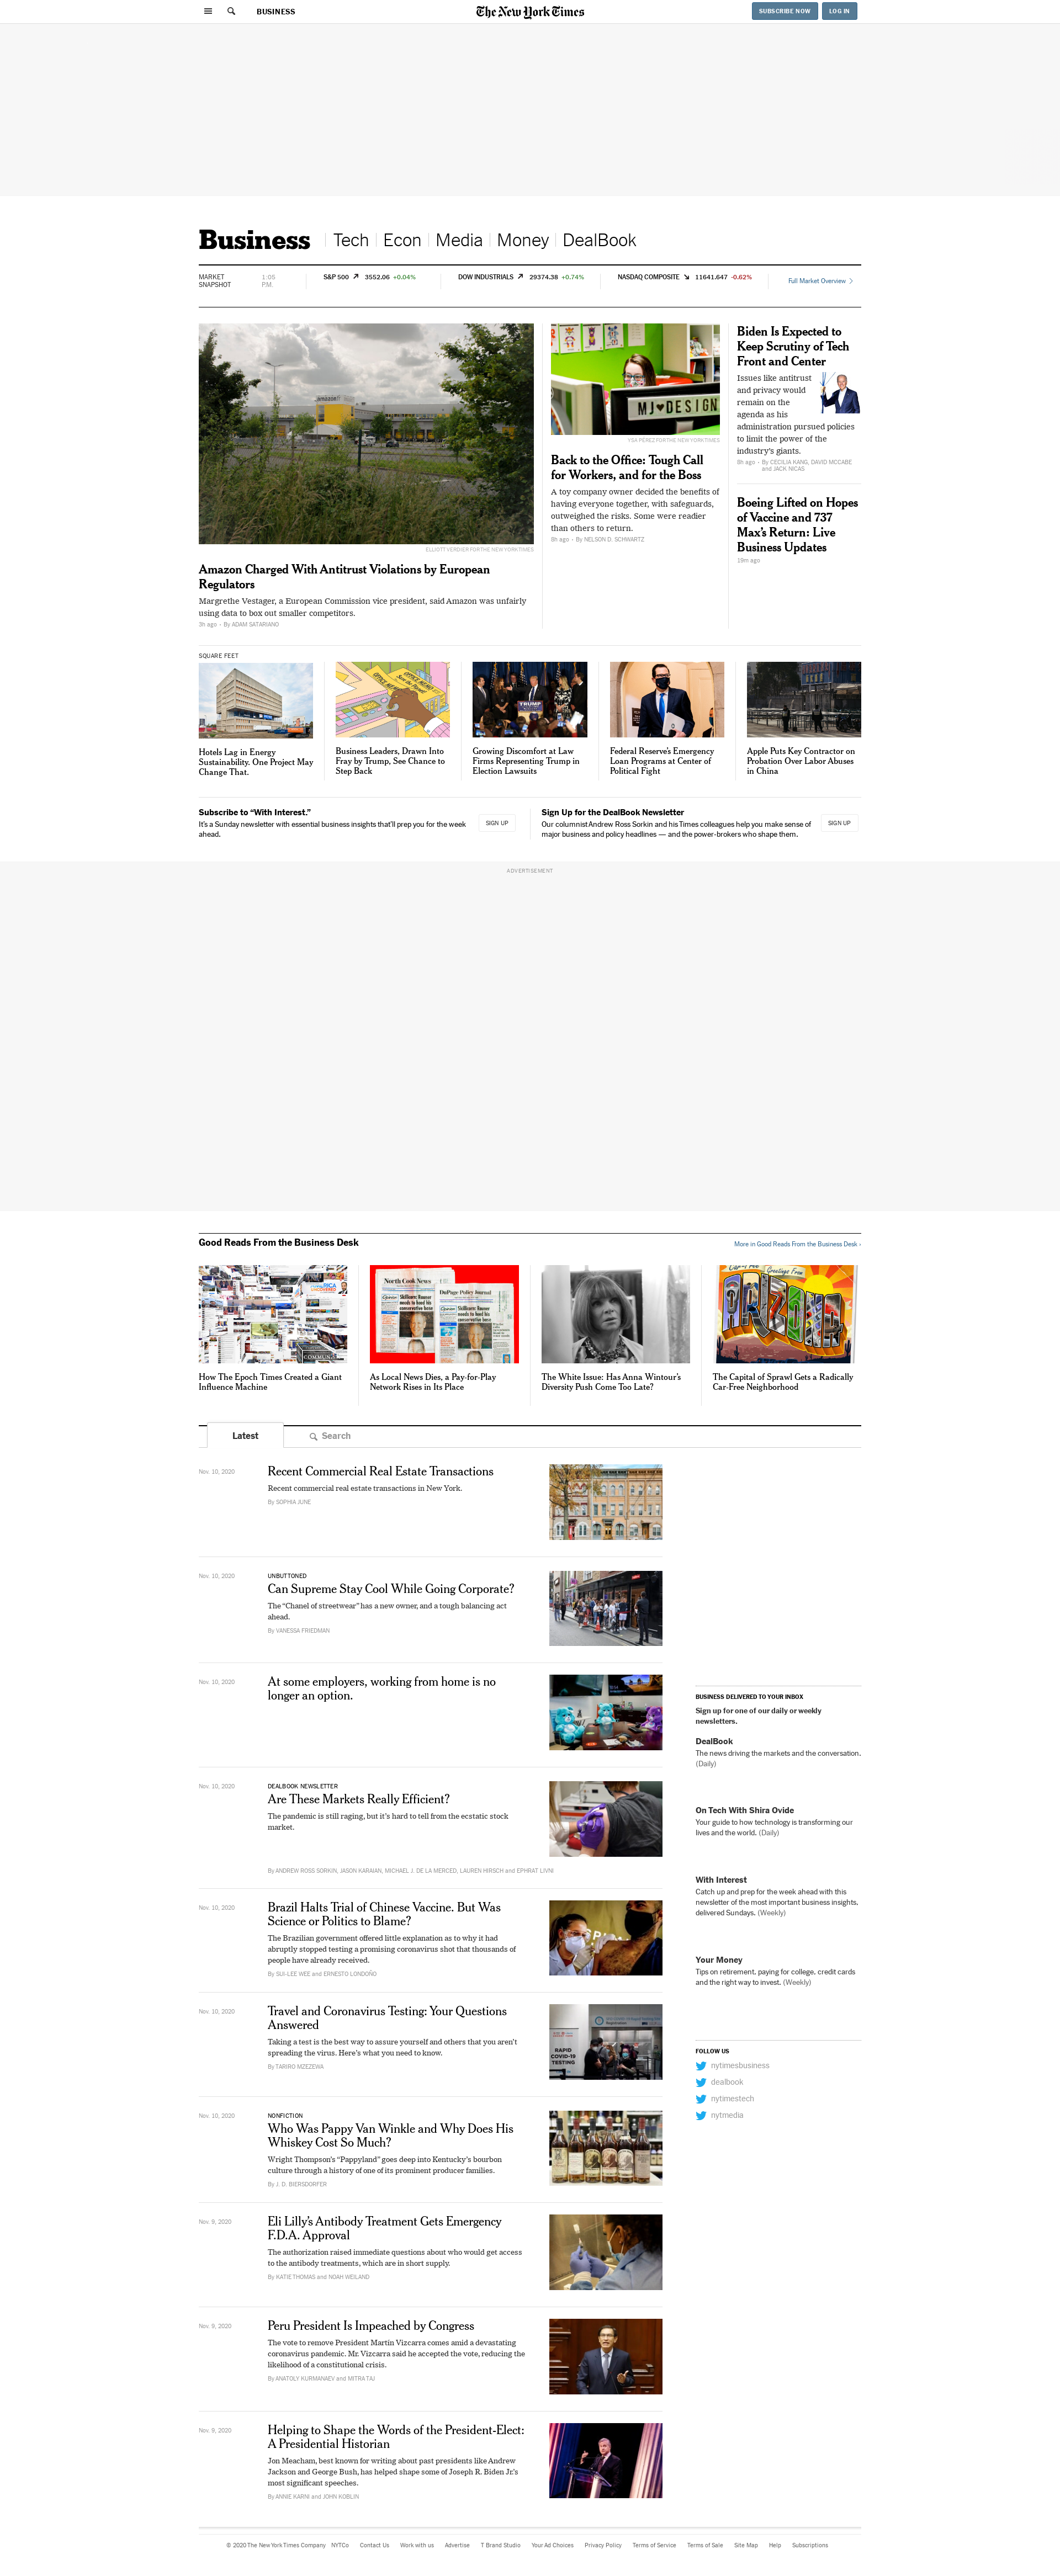 BUSINESS
The New York Times
SUBSCRIBE NOW
LOG IN
Business
Tech
Econ
Media
Money
DealBook
MARKET
SNAPSHOT
1:05
P.M.
S&P 500 3552.06 +0.04%
DOW INDUSTRIALS 29374.38 +0.74%
NASDAQ COMPOSITE 11641.647 -0.62%
Full Market Overview
amazon
ELLIOTT VERDIER FOR THE NEW YORK TIMES
Amazon Charged With Antitrust Violations by European
Regulators
Margrethe Vestager, a European Commission vice president, said Amazon was unfairly
using data to box out smaller competitors.
3h ago · By ADAM SATARIANO
MJ♥DESIGN
YSA PÉREZ FOR THE NEW YORK TIMES
Back to the Office: Tough Call
for Workers, and for the Boss
A toy company owner decided the benefits of
having everyone together, with safeguards,
outweighed the risks. Some were readier
than others to return.
8h ago · By NELSON D. SCHWARTZ
Biden Is Expected to
Keep Scrutiny of Tech
Front and Center
Issues like antitrust
and privacy would
remain on the
agenda as his
administration pursued policies
to limit the power of the
industry's giants.
8h ago · By CECILIA KANG, DAVID MCCABE
and JACK NICAS
Boeing Lifted on Hopes
of Vaccine and 737
Max's Return: Live
Business Updates
19m ago
SQUARE FEET
Hotels Lag in Energy
Sustainability. One Project May
Change That.
Business Leaders, Drawn Into
Fray by Trump, See Chance to
Step Back
TRUMP
Growing Discomfort at Law
Firms Representing Trump in
Election Lawsuits
Federal Reserve's Emergency
Loan Programs at Center of
Political Fight
Apple Puts Key Contractor on
Probation Over Labor Abuses
in China
Subscribe to “With Interest.”
It's a Sunday newsletter with essential business insights that'll prep you for the week
ahead.
SIGN UP
Sign Up for the DealBook Newsletter
Our columnist Andrew Ross Sorkin and his Times colleagues help you make sense of
major business and policy headlines — and the power-brokers who shape them.
SIGN UP
ADVERTISEMENT
Good Reads From the Business Desk
More in Good Reads From the Business Desk »
How The Epoch Times Created a Giant
Influence Machine
North Cook News
DuPage Policy Journal
As Local News Dies, a Pay-for-Play
Network Rises in Its Place
The White Issue: Has Anna Wintour's
Diversity Push Come Too Late?
Greeting From
ARIZONA
The Capital of Sprawl Gets a Radically
Car-Free Neighborhood
Latest
Search
Nov. 10, 2020
Recent Commercial Real Estate Transactions
Recent commercial real estate transactions in New York.
By SOPHIA JUNE
Nov. 10, 2020
UNBUTTONED
Can Supreme Stay Cool While Going Corporate?
The “Chanel of streetwear” has a new owner, and a tough balancing act
ahead.
By VANESSA FRIEDMAN
Nov. 10, 2020
At some employers, working from home is no
longer an option.
Nov. 10, 2020
DEALBOOK NEWSLETTER
Are These Markets Really Efficient?
The pandemic is still raging, but it's hard to tell from the ecstatic stock
market.
By ANDREW ROSS SORKIN, JASON KARAIAN, MICHAEL J. DE LA MERCED, LAUREN HIRSCH and EPHRAT LIVNI
Nov. 10, 2020
Brazil Halts Trial of Chinese Vaccine. But Was
Science or Politics to Blame?
The Brazilian government offered little explanation as to why it had
abruptly stopped testing a promising coronavirus shot that thousands of
people have already received.
By SUI-LEE WEE and ERNESTO LONDOÑO
Nov. 10, 2020
Travel and Coronavirus Testing: Your Questions
Answered
Taking a test is the best way to assure yourself and others that you aren't
spreading the virus. Here's what you need to know.
By TARIRO MZEZEWA
RAPID
COVID-19
TESTING
Nov. 10, 2020
NONFICTION
Who Was Pappy Van Winkle and Why Does His
Whiskey Cost So Much?
Wright Thompson's “Pappyland” goes deep into Kentucky's bourbon
culture through a history of one of its prominent producer families.
By J. D. BIERSDORFER
Nov. 9, 2020
Eli Lilly's Antibody Treatment Gets Emergency
F.D.A. Approval
The authorization raised immediate questions about who would get access
to the antibody treatments, which are in short supply.
By KATIE THOMAS and NOAH WEILAND
Nov. 9, 2020
Peru President Is Impeached by Congress
The vote to remove President Martín Vizcarra comes amid a devastating
coronavirus pandemic. Mr. Vizcarra said he accepted the vote, reducing the
likelihood of a constitutional crisis.
By ANATOLY KURMANAEV and MITRA TAJ
Nov. 9, 2020
Helping to Shape the Words of the President-Elect:
A Presidential Historian
Jon Meacham, best known for writing about past presidents like Andrew
Jackson and George Bush, has helped shape some of Joseph R. Biden Jr.'s
most significant speeches.
By ANNIE KARNI and JOHN KOBLIN
BUSINESS DELIVERED TO YOUR INBOX
Sign up for one of our daily or weekly
newsletters.
DealBook
The news driving the markets and the conversation.
(Daily)
On Tech With Shira Ovide
Your guide to how technology is transforming our
lives and the world. (Daily)
With Interest
Catch up and prep for the week ahead with this
newsletter of the most important business insights,
delivered Sundays. (Weekly)
Your Money
Tips on retirement, paying for college, credit cards
and the right way to invest. (Weekly)
FOLLOW US
nytimesbusiness
dealbook
nytimestech
nytmedia
© 2020 The New York Times Company
NYTCo
Contact Us
Work with us
Advertise
T Brand Studio
Your Ad Choices
Privacy Policy
Terms of Service
Terms of Sale
Site Map
Help
Subscriptions